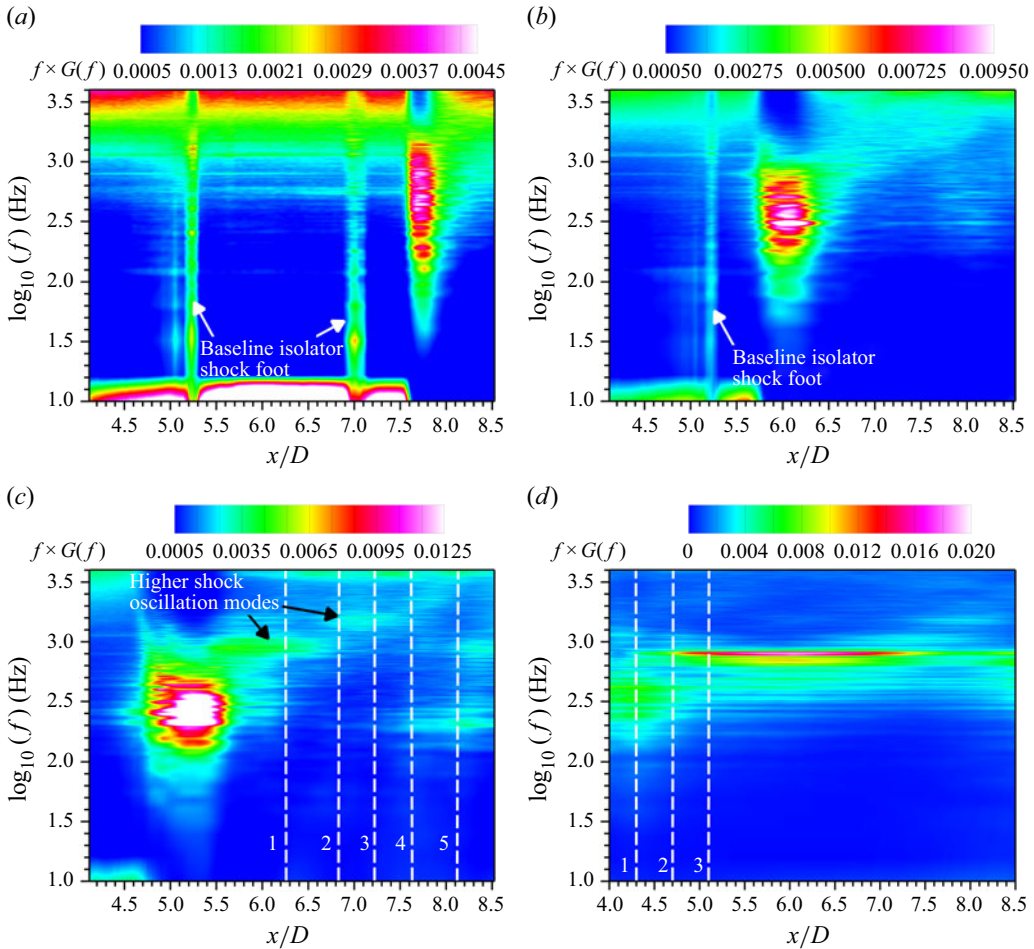 (a)
f × G(f) 0.0005 0.0013 0.0021 0.0029 0.0037 0.0045
log10 (f) (Hz)
3.5
3.0
2.5
2.0
1.5
1.0
Baseline isolator
shock foot
4.5 5.0 5.5 6.0 6.5 7.0 7.5 8.0 8.5
x/D
(b)
f × G(f) 0.00050 0.00275 0.00500 0.00725 0.00950
log10 (f) (Hz)
3.5
3.0
2.5
2.0
1.5
1.0
Baseline isolator
shock foot
4.5 5.0 5.5 6.0 6.5 7.0 7.5 8.0 8.5
x/D
(c)
f × G(f) 0.0005 0.0035 0.0065 0.0095 0.0125
log10 (f) (Hz)
3.5
3.0
2.5
2.0
1.5
1.0
Higher shock
oscillation modes
1 2 3 4 5
4.5 5.0 5.5 6.0 6.5 7.0 7.5 8.0 8.5
x/D
(d)
f × G(f) 0 0.004 0.008 0.012 0.016 0.020
log10 (f) (Hz)
3.5
3.0
2.5
2.0
1.5
1.0
1 2 3
4.0 4.5 5.0 5.5 6.0 6.5 7.0 7.5 8.0 8.5
x/D